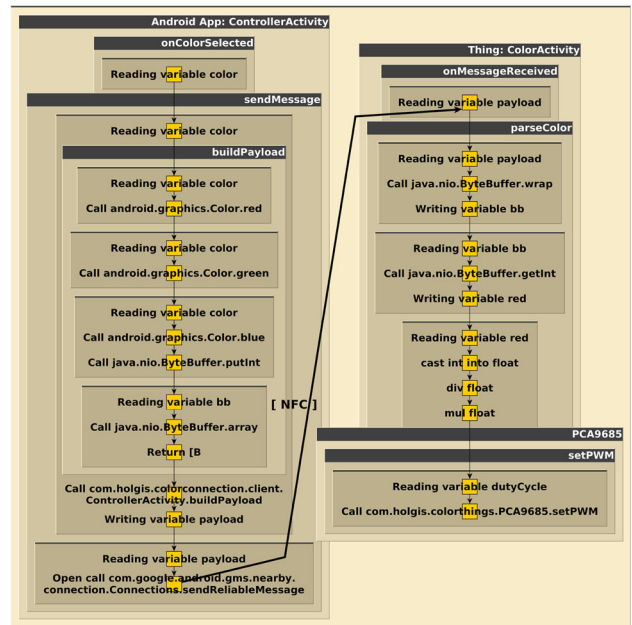 Android App: ControllerActivity
onColorSelected
Reading variable color
sendMessage
Reading variable color
buildPayload
Reading variable color
Call android.graphics.Color.red
Reading variable color
Call android.graphics.Color.green
Reading variable color
Call android.graphics.Color.blue
Call java.nio.ByteBuffer.putInt
Reading variable bb
Call java.nio.ByteBuffer.array
Return [B
Call com.holgis.colorconnection.client.
ControllerActivity.buildPayload
Writing variable payload
Reading variable payload
Open call com.google.android.gms.nearby.
connection.Connections.sendReliableMessage
[ NFC ]
Thing: ColorActivity
onMessageReceived
Reading variable payload
parseColor
Reading variable payload
Call java.nio.ByteBuffer.wrap
Writing variable bb
Reading variable bb
Call java.nio.ByteBuffer.getInt
Writing variable red
Reading variable red
cast int into float
div float
mul float
PCA9685
setPWM
Reading variable dutyCycle
Call com.holgis.colorthings.PCA9685.setPWM